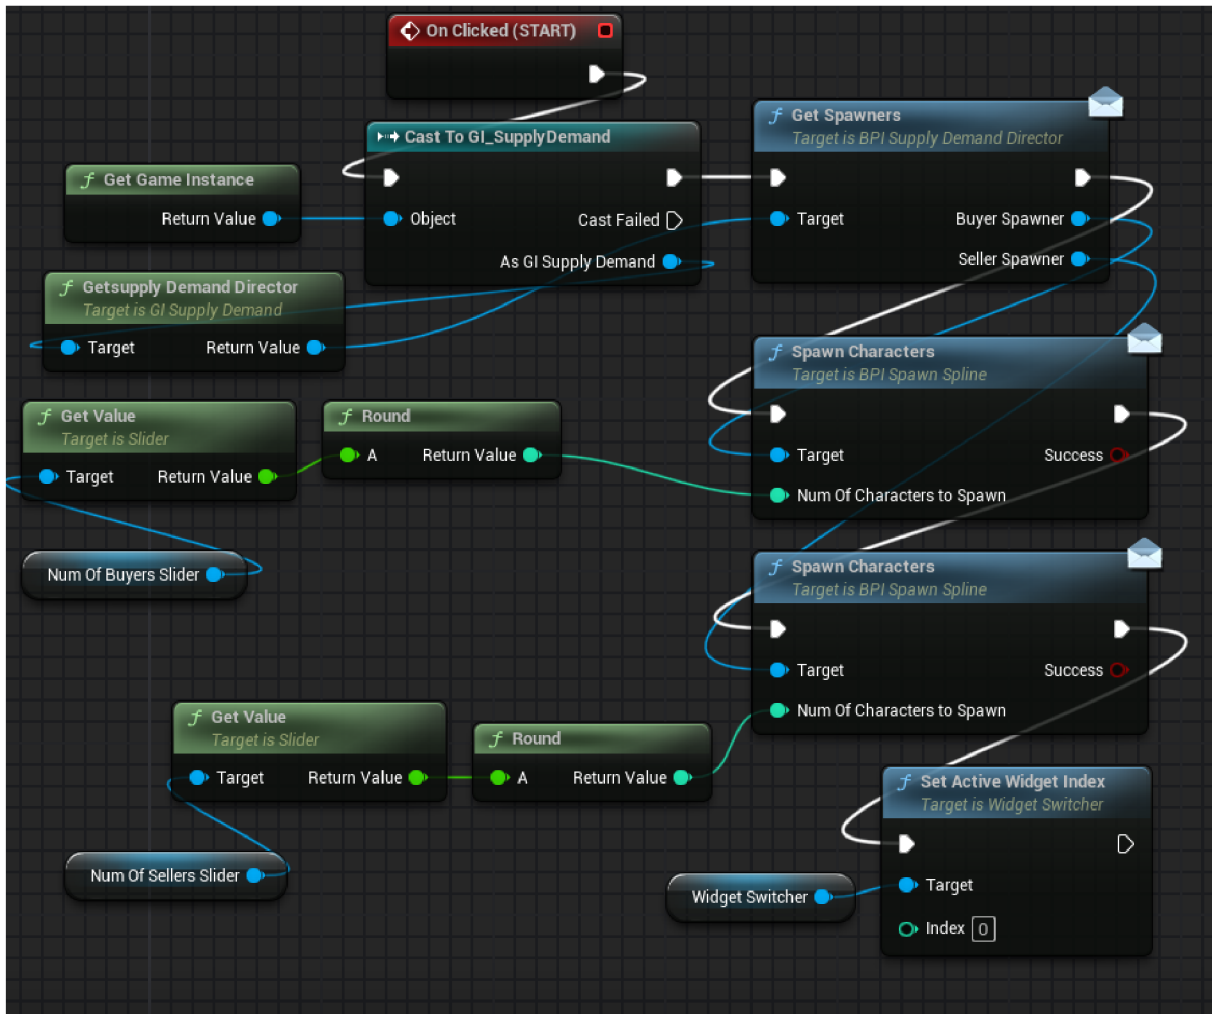 On Clicked (START)
Cast To GI_SupplyDemand
Object
Cast Failed
As GI Supply Demand
Get Spawners
Target is BPI Supply Demand Director
Target
Buyer Spawner
Seller Spawner
f Get Game Instance
Return Value
f Getsupply Demand Director
Target is GI Supply Demand
Target
Return Value
f Spawn Characters
Target is BPI Spawn Spline
Target
Success
Num Of Characters to Spawn
f Get Value
Target is Slider
Target
Return Value
f Round
A
Return Value
Num Of Buyers Slider
f Spawn Characters
Target is BPI Spawn Spline
Target
Success
Num Of Characters to Spawn
f Get Value
Target is Slider
Target
Return Value
f Round
A
Return Value
Num Of Sellers Slider
f Set Active Widget Index
Target is Widget Switcher
Widget Switcher
Target
Index 0